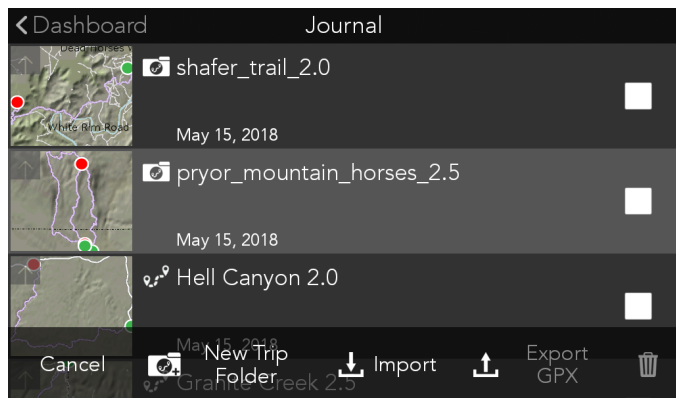 Dashboard
Journal
Dead Horses
shafer_trail_2.0
White Rim Road
May 15, 2018
pryor_mountain_horses_2.5
May 15, 2018
Hell Canyon 2.0
May 15, 2018
Granite Creek 2.5
Cancel
New Trip
Folder
Import
Export
GPX